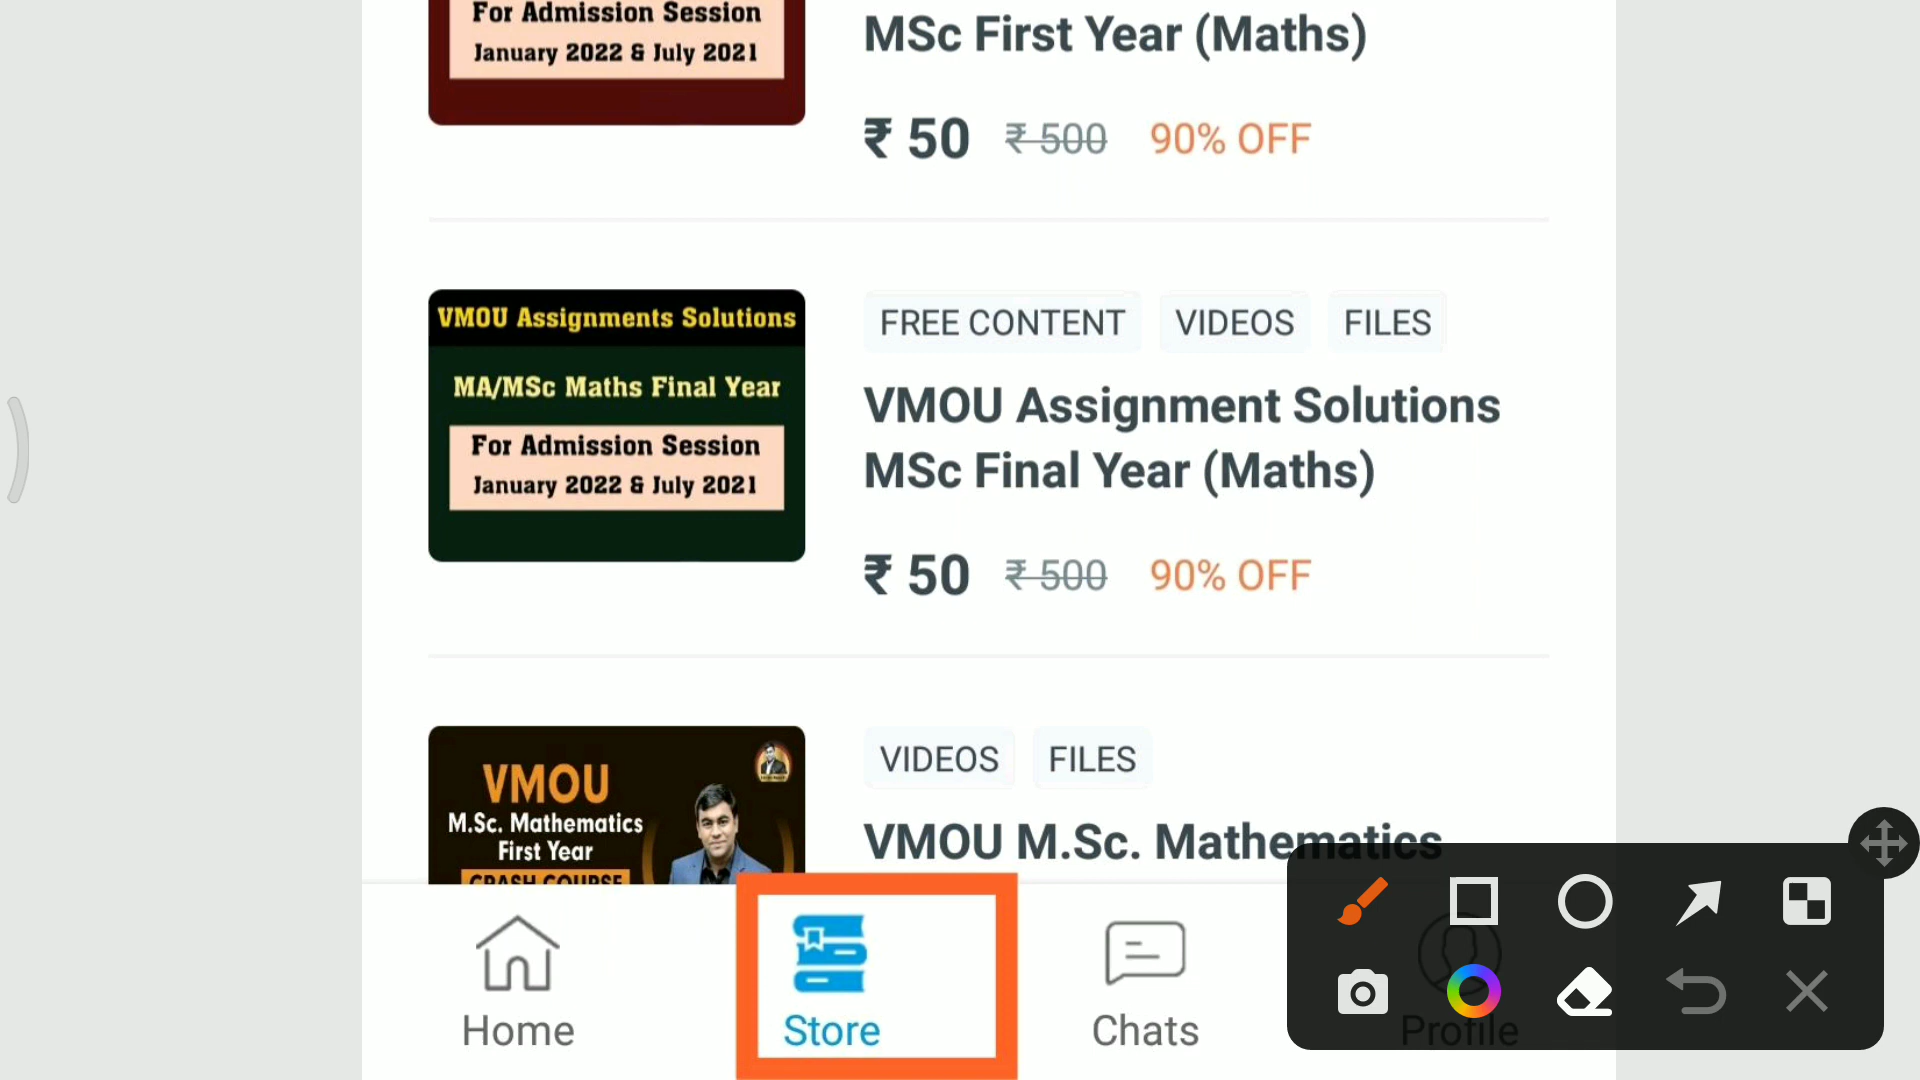 For Admission Session
January 2022 & July 2021
MSc First Year (Maths)
₹ 50 ₹ 500 90% OFF
VMOU Assignments Solutions
MA/MSc Maths Final Year
For Admission Session
January 2022 & July 2021
FREE CONTENT VIDEOS FILES
VMOU Assignment Solutions
MSc Final Year (Maths)
₹ 50 ₹ 500 90% OFF
VMOU
M.Sc. Mathematics
First Year
CRASH COURSE
VIDEOS FILES
VMOU M.Sc. Mathematics
Home Store Chats Profile